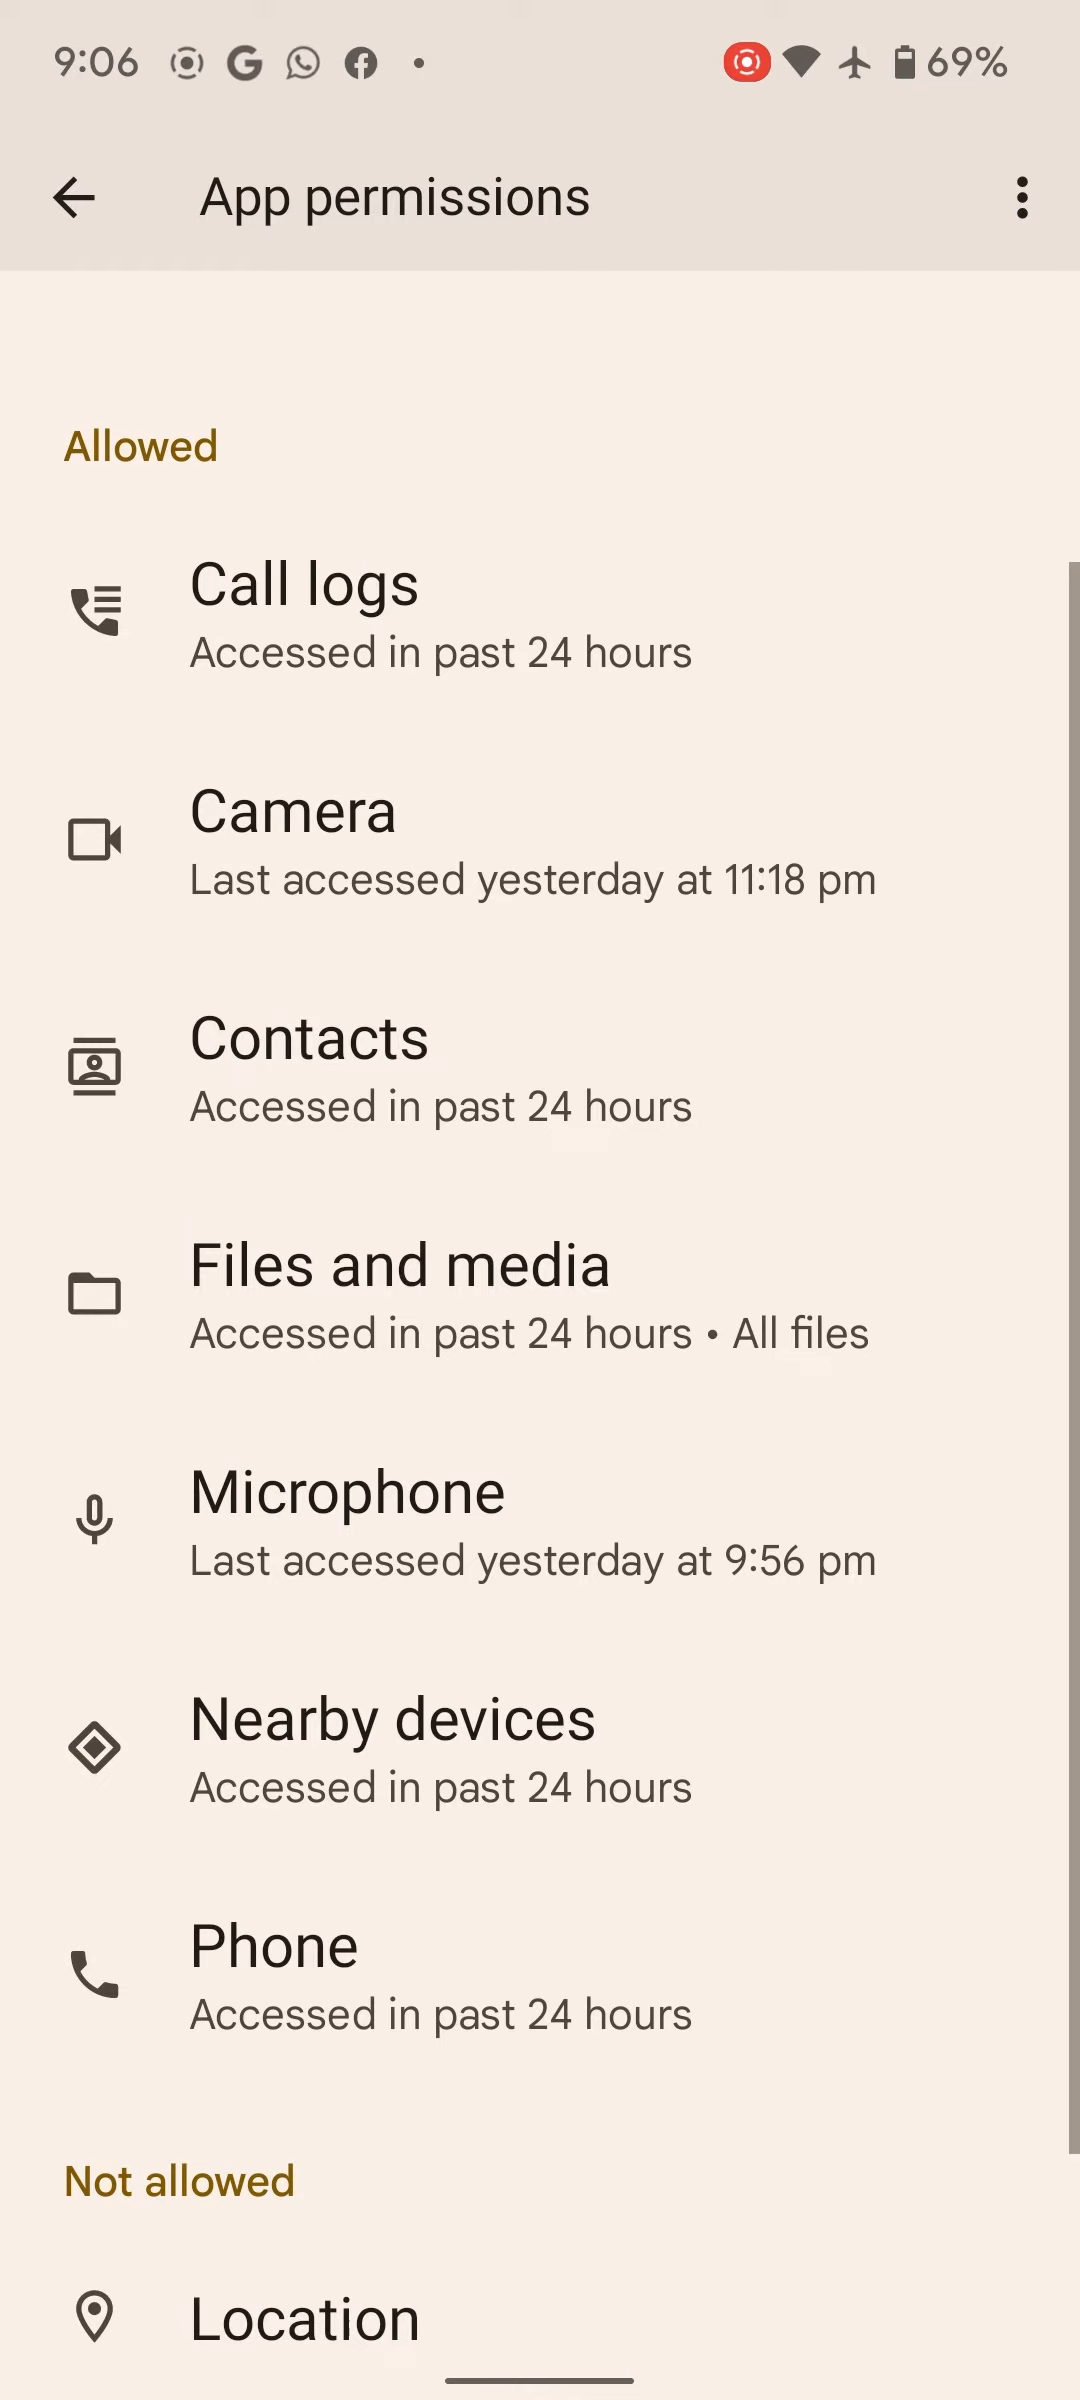 9:06
69%
App permissions
Allowed
Call logs
Accessed in past 24 hours
Camera
Last accessed yesterday at 11:18 pm
Contacts
Accessed in past 24 hours
Files and media
Accessed in past 24 hours • All files
Microphone
Last accessed yesterday at 9:56 pm
Nearby devices
Accessed in past 24 hours
Phone
Accessed in past 24 hours
Not allowed
Location